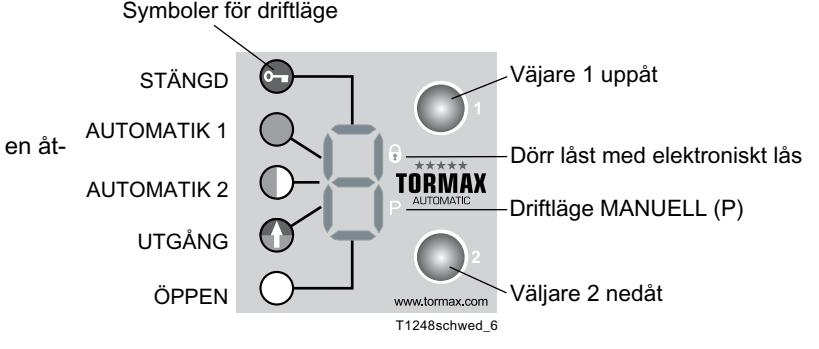 Symboler för driftläge
STÄNGD
Väjare 1 uppåt
1
AUTOMATIK 1
en åt-
Dörr låst med elektroniskt lås
★★★★★
TORMAX
AUTOMATIC
AUTOMATIK 2
P
Driftläge MANUELL (P)
UTGÅNG
2
ÖPPEN
Väljare 2 nedåt
www.tormax.com
T1248schwed_6